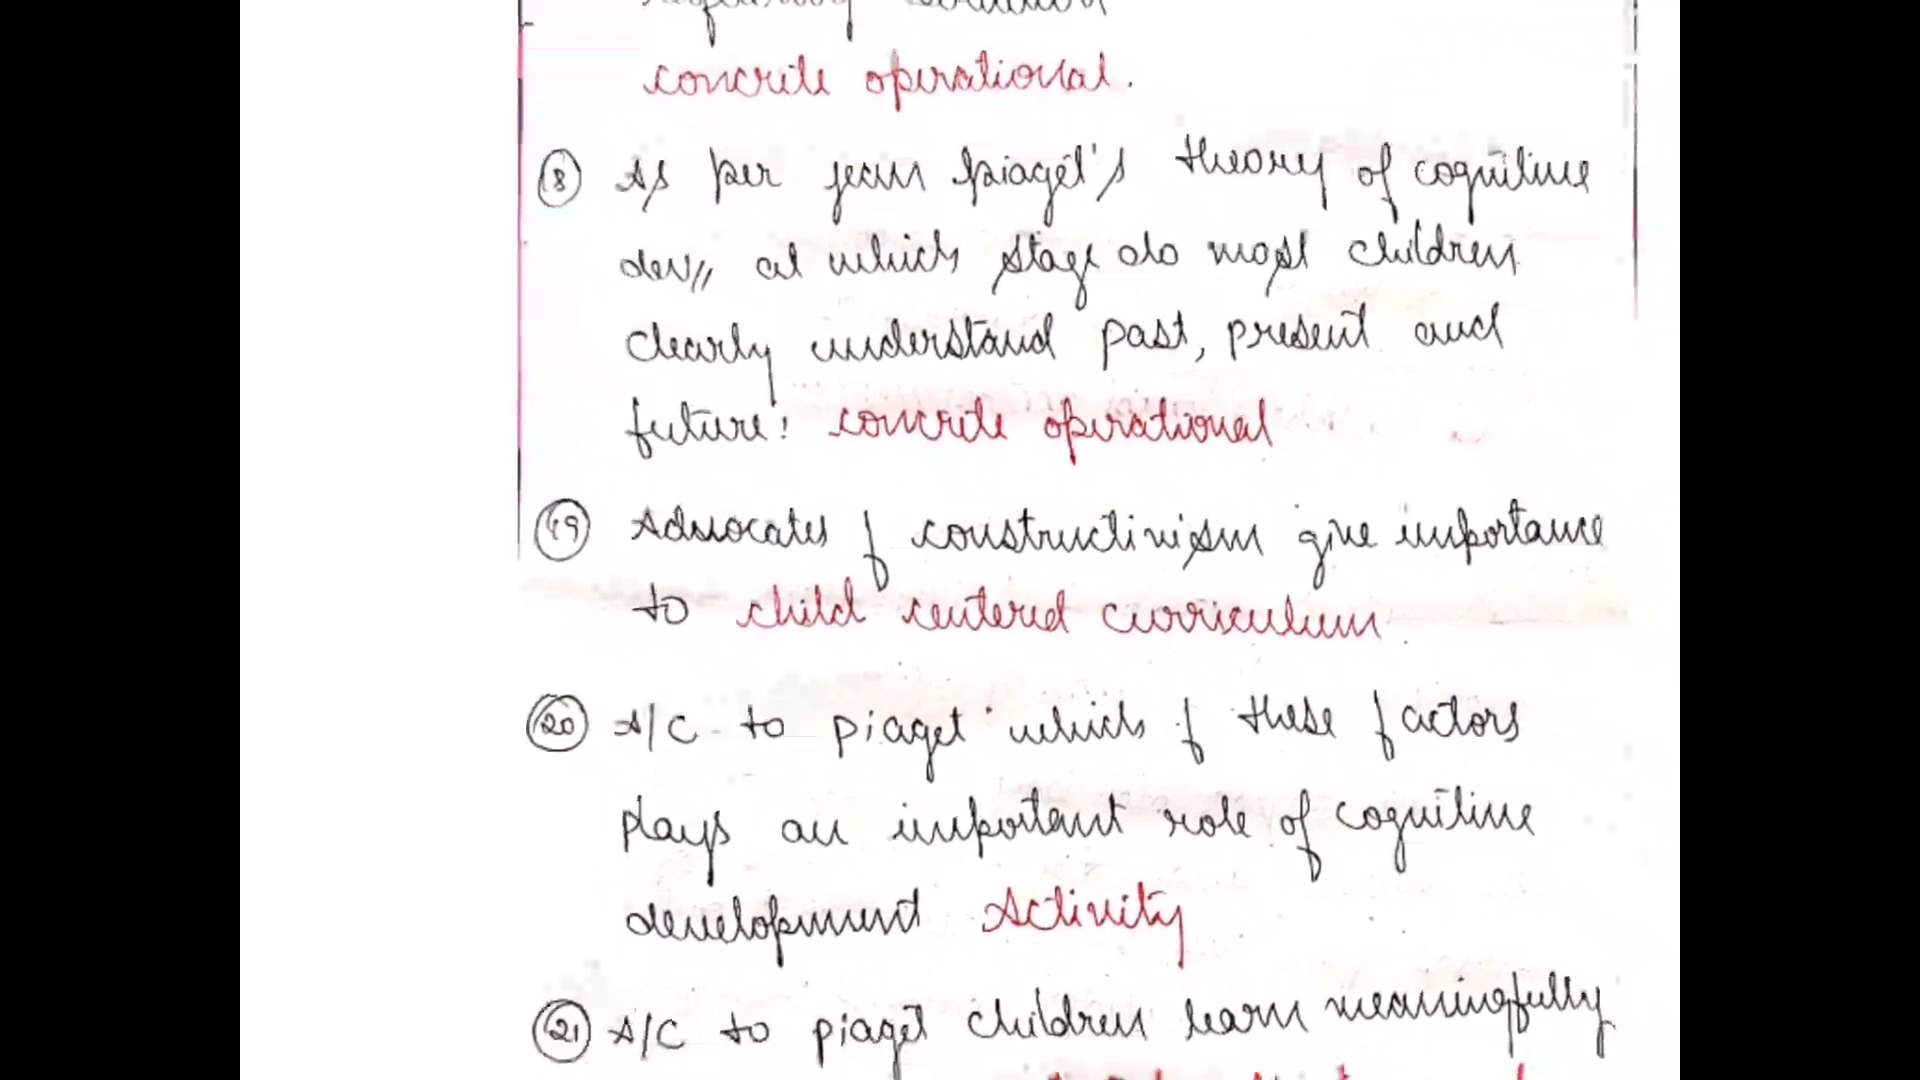 concrete operational.
(18) As per jean piaget's theory of cognitive
dev,, at which stage do most children
clearly understand past, present and
future: concrete operational
(19) Advocates of constructivism give importance
to child centered curriculum.
(20) A/C to piaget which of these factors
plays an important role of cognitive
development Activity
(21) A/C to piaget children learn meaningfully